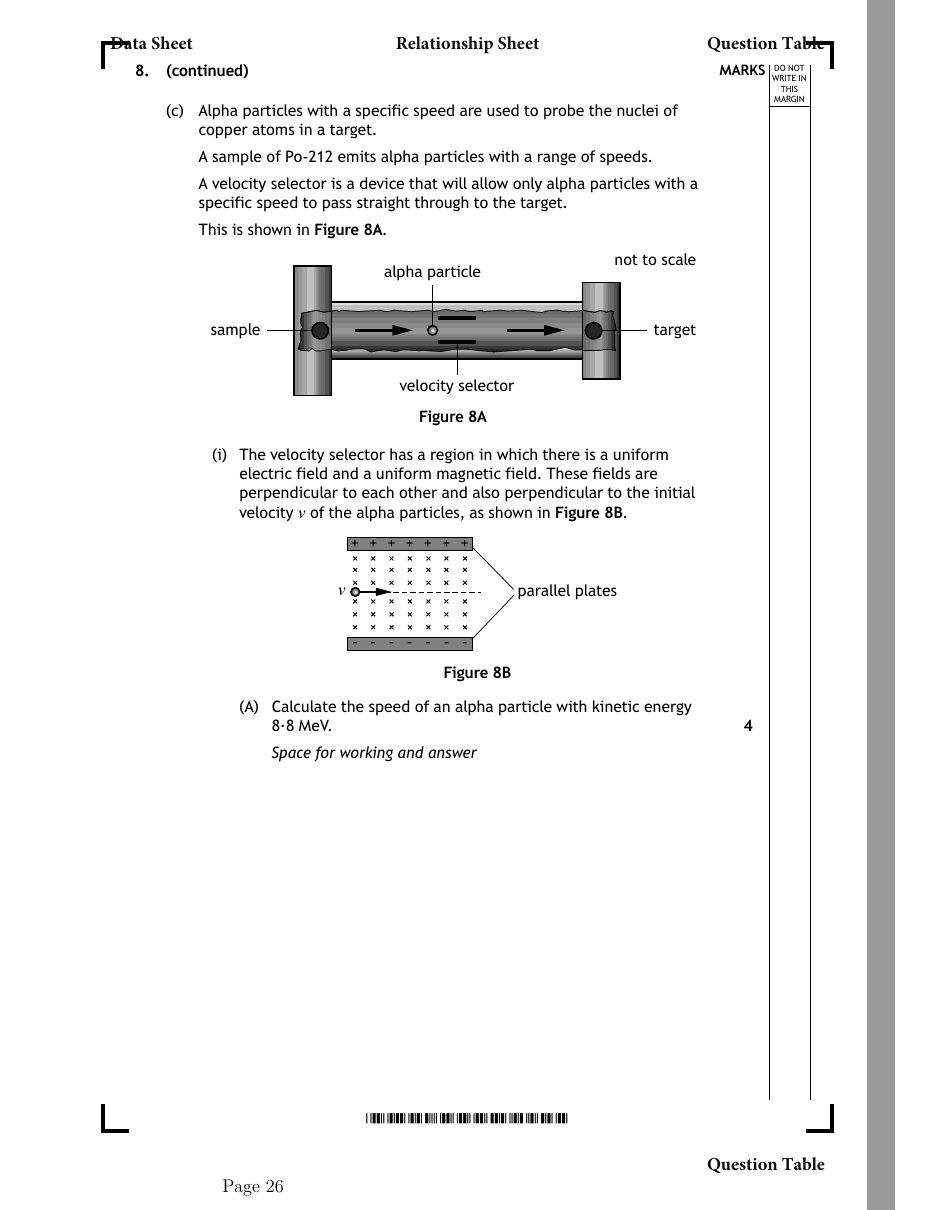 Data Sheet Relationship Sheet Question Table
8. (continued) MARKS
DO NOT
WRITE IN
THIS
MARGIN
(c) Alpha particles with a specific speed are used to probe the nuclei of
copper atoms in a target.
A sample of Po-212 emits alpha particles with a range of speeds.
A velocity selector is a device that will allow only alpha particles with a
specific speed to pass straight through to the target.
This is shown in Figure 8A.
not to scale
alpha particle
sample
target
velocity selector
Figure 8A
(i) The velocity selector has a region in which there is a uniform
electric field and a uniform magnetic field. These fields are
perpendicular to each other and also perpendicular to the initial
velocity v of the alpha particles, as shown in Figure 8B.
+ + + + + + +
× × × × × × ×
× × × × × × ×
× × × × × × ×
v
parallel plates
× × × × × × ×
× × × × × × ×
× × × × × × ×
- - - - - - -
Figure 8B
(A) Calculate the speed of an alpha particle with kinetic energy
8·8 MeV. 4
Space for working and answer
Question Table
Page 26